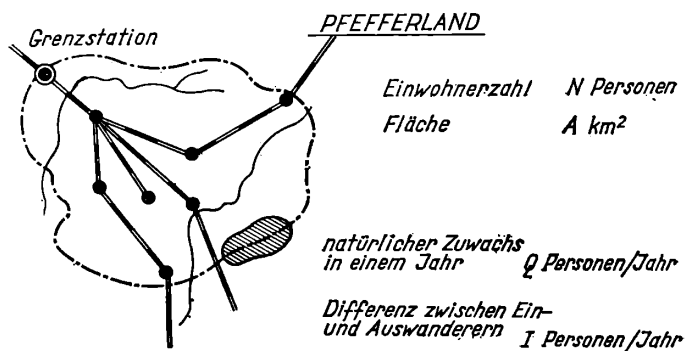 PFEFFERLAND
Grenzstation
Einwohnerzahl N Personen
Fläche A km²
natürlicher Zuwachs
in einem Jahr Q Personen/Jahr
Differenz zwischen Ein-
und Auswanderern I Personen/Jahr